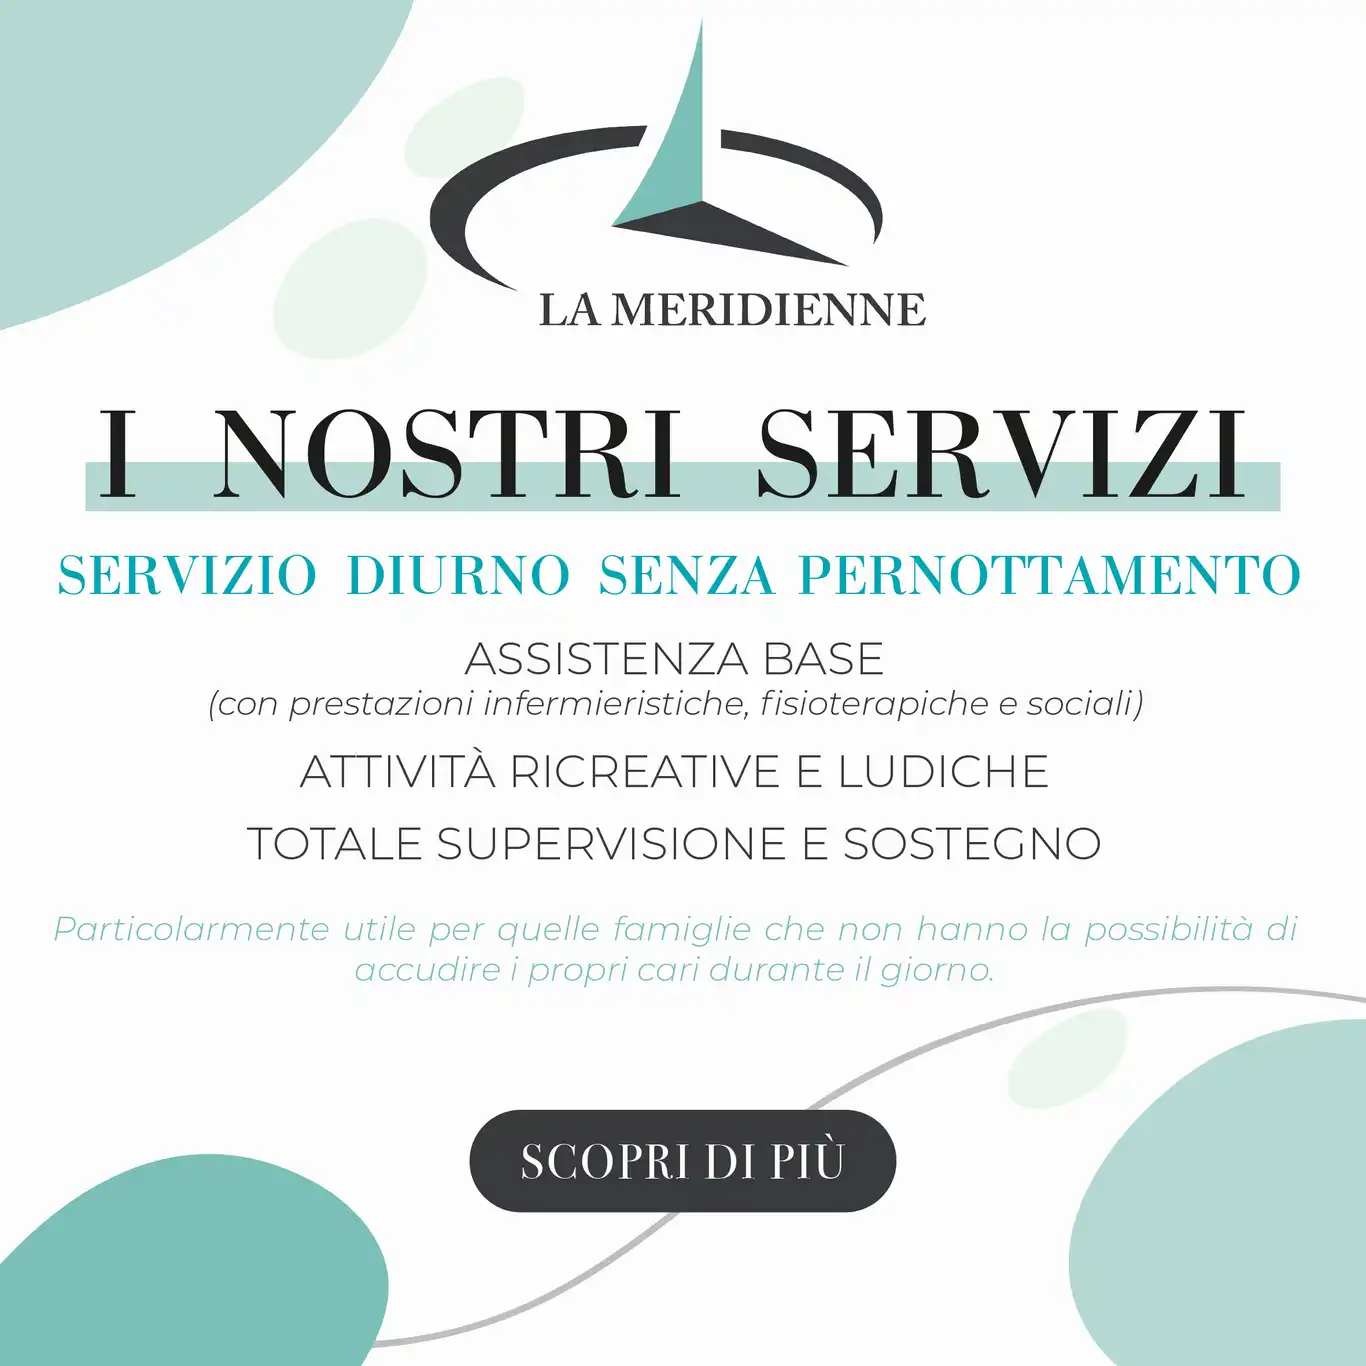 LA MERIDIENNE
I NOSTRI SERVIZI
SERVIZIO DIURNO SENZA PERNOTTAMENTO
ASSISTENZA BASE
(con prestazioni infermieristiche, fisioterapiche e sociali)
ATTIVITÀ RICREATIVE E LUDICHE
TOTALE SUPERVISIONE E SOSTEGNO
Particolarmente utile per quelle famiglie che non hanno la possibilità di
accudire i propri cari durante il giorno.
SCOPRI DI PIÙ